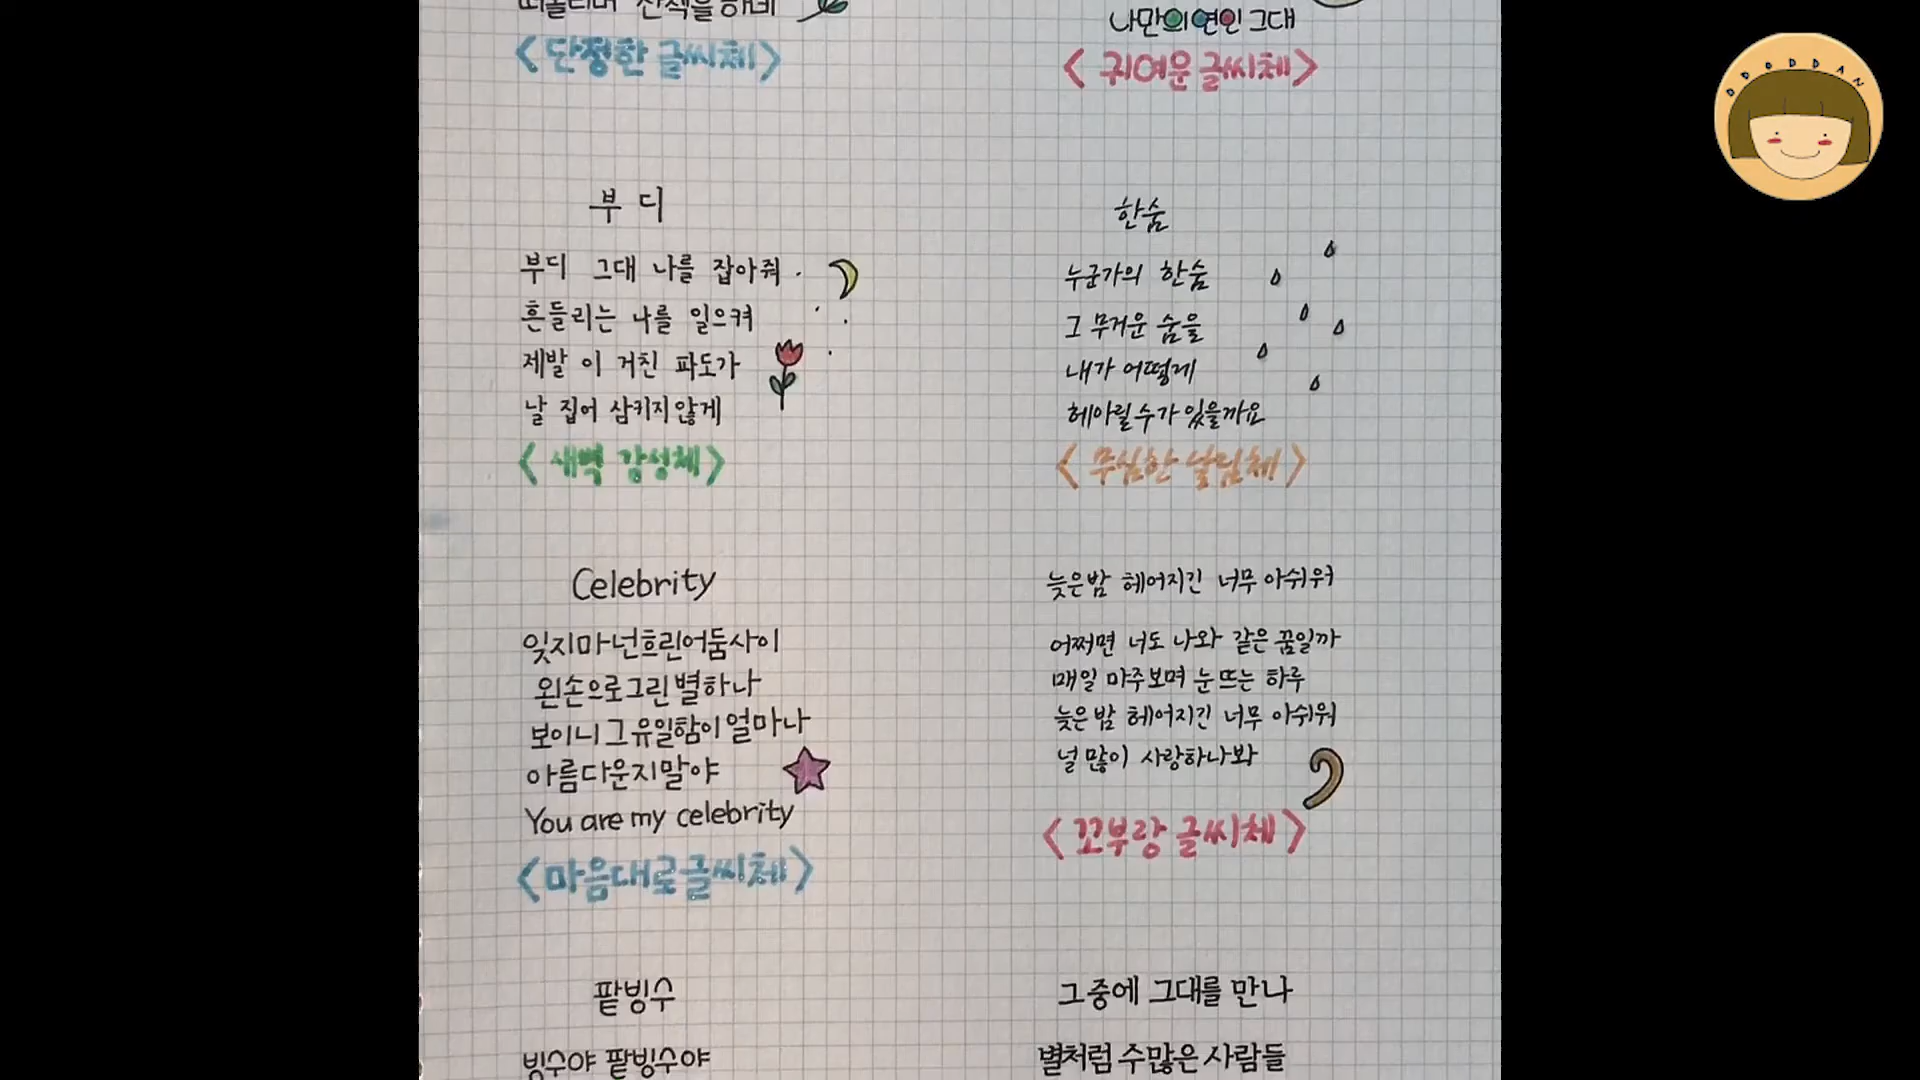 떠올리며 산책을 하네
<단정한 글씨체>
나만의 연인 그대
<귀여운 글씨체>
부 디
부디 그대 나를 잡아줘
흔들리는 나를 일으켜
제발 이 거친 파도가
날 집어 삼키지 않게
<새벽 감성체>
한숨
누군가의 한숨
그 무거운 숨을
내가 어떻게
헤아릴 수가 있을까요
<무심한 날림체>
Celebrity
잊지마 넌 흐린 어둠사이
왼손으로 그린 별 하나
보이니 그 유일함이 얼마나
아름다운지 말야
You are my celebrity
<마음대로 글씨체>
늦은 밤 헤어지긴 너무 아쉬워
어쩌면 너도 나와 같은 꿈일까
매일 마주보며 눈 뜨는 하루
늦은 밤 헤어지긴 너무 아쉬워
널 많이 사랑하나봐
<꼬부랑 글씨체>
팥빙수
빙수야 팥빙수야
그 중에 그대를 만나
별처럼 수많은 사람들
DDODDAN